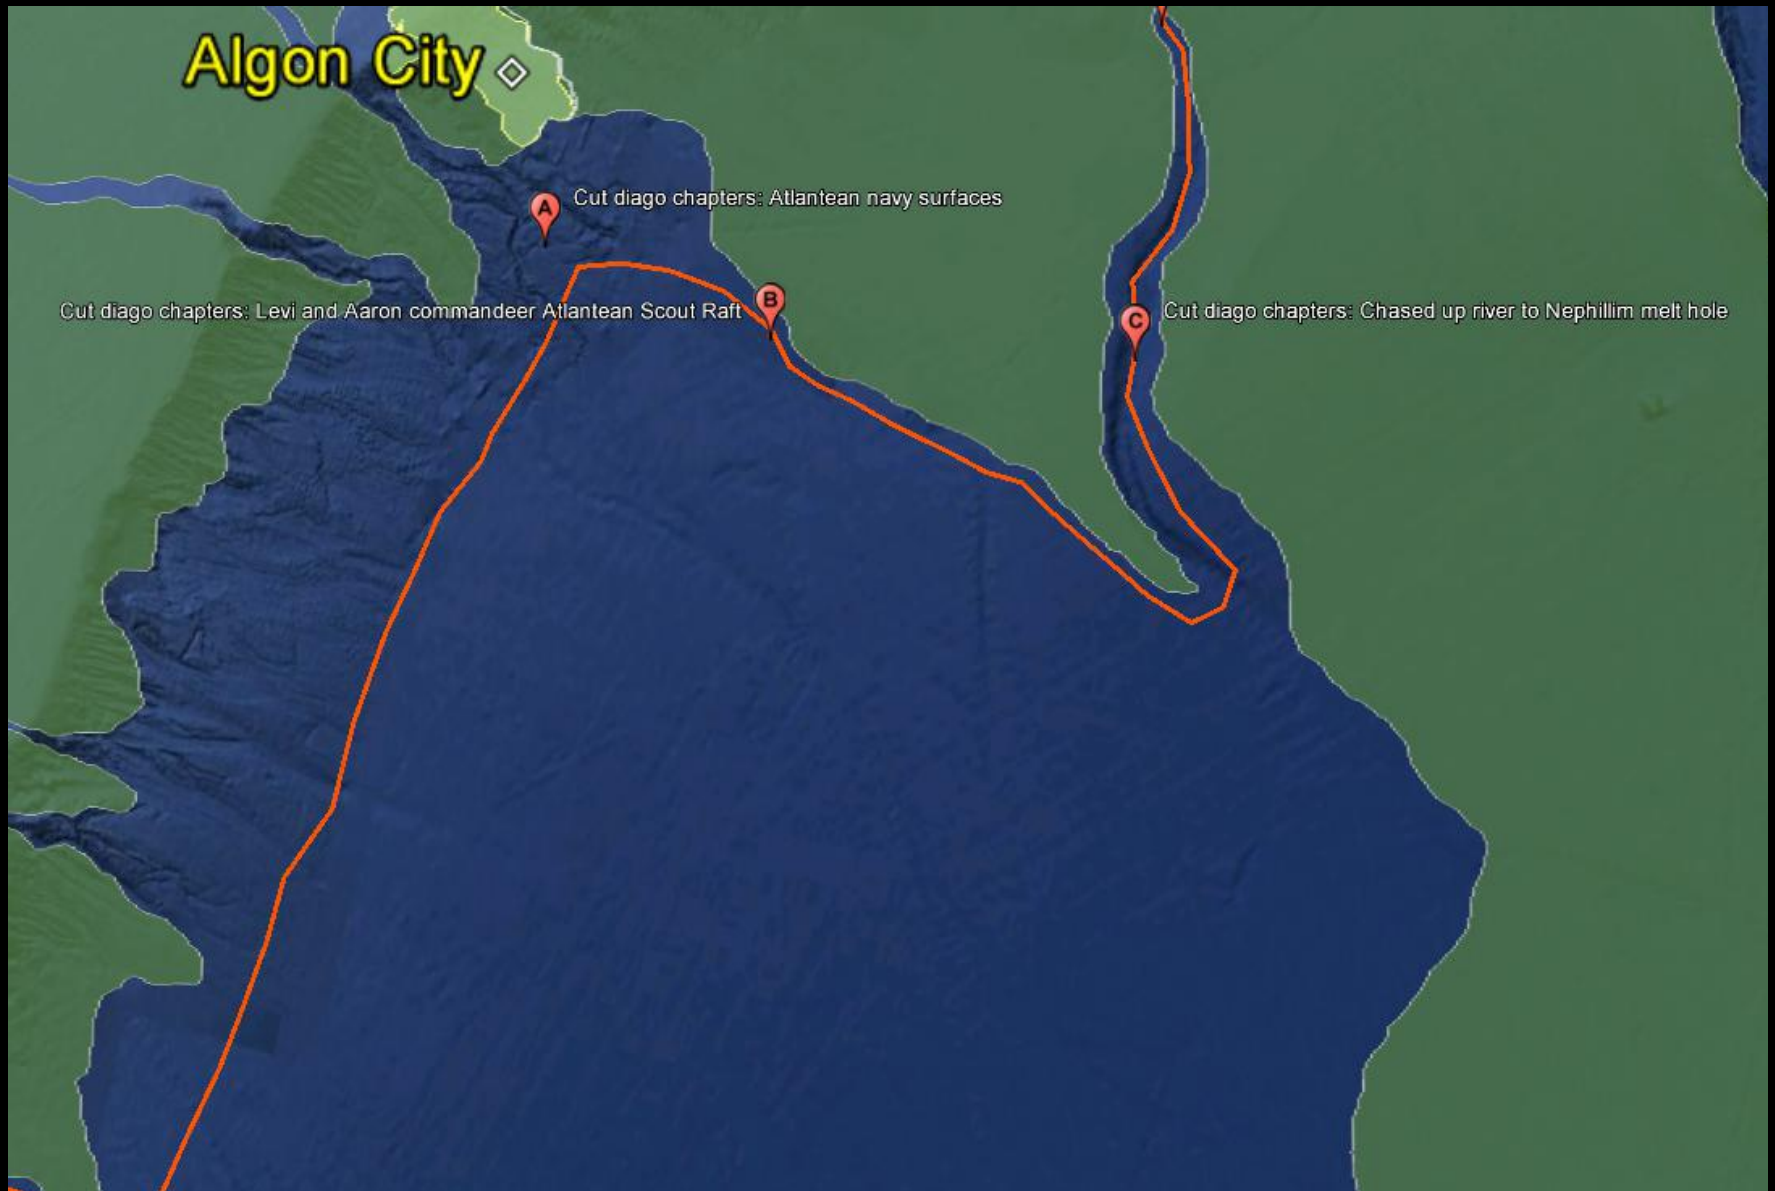 Algon City
A
Cut diago chapters: Atlantean navy surfaces
Cut diago chapters: Levi and Aaron commandeer Atlantean Scout Raft
B
C
Cut diago chapters: Chased up river to Nephillim melt hole